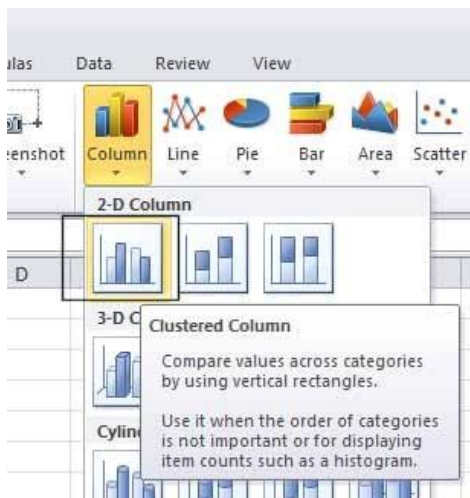 ulas Data Review View
eenshot Column Line Pie Bar Area Scatter
2-D Column
D
3-D C
Clustered Column
Compare values across categories
by using vertical rectangles.
Use it when the order of categories
is not important or for displaying
item counts such as a histogram.
Cylin